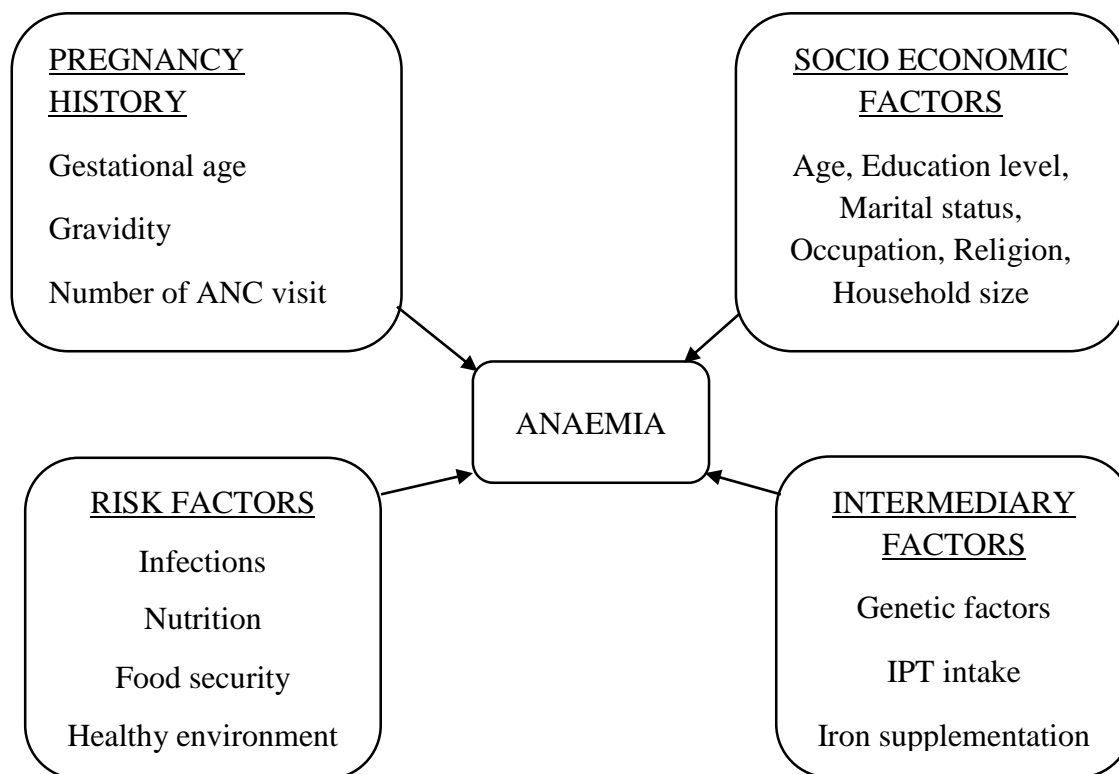 PREGNANCY
HISTORY
Gestational age
Gravidity
Number of ANC visit
SOCIO ECONOMIC
FACTORS
Age, Education level,
Marital status,
Occupation, Religion,
Household size
ANAEMIA
RISK FACTORS
Infections
Nutrition
Food security
Healthy environment
INTERMEDIARY
FACTORS
Genetic factors
IPT intake
Iron supplementation